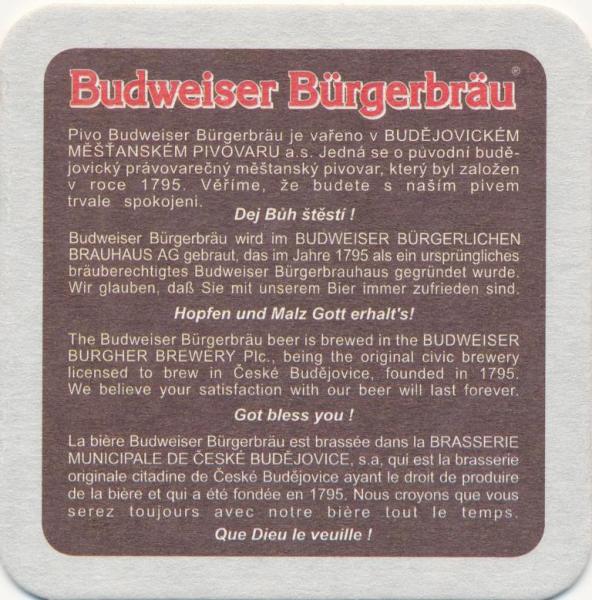 Budweiser Bürgerbräu®
Pivo Budweiser Bürgerbräu je vařeno v BUDĚJOVICKÉM
MĚŠŤANSKÉM PIVOVARU a.s. Jedná se o původní budě-
jovický právovarečný měšťanský pivovar, který byl založen
v roce 1795. Věříme, že budete s naším pivem
trvale spokojeni.
Dej Bůh štěstí !
Budweiser Bürgerbräu wird im BUDWEISER BÜRGERLICHEN
BRAUHAUS AG gebraut, das im Jahre 1795 als ein ursprüngliches
bräuberechtigtes Budweiser Bürgerbrauhaus gegründet wurde.
Wir glauben, daß Sie mit unserem Bier immer zufrieden sind.
Hopfen und Malz Gott erhalt's!
The Budweiser Bürgerbräu beer is brewed in the BUDWEISER
BURGHER BREWERY Plc., being the original civic brewery
licensed to brew in České Budějovice, founded in 1795.
We believe your satisfaction with our beer will last forever.
Got bless you !
La bière Budweiser Bürgerbräu est brassée dans la BRASSERIE
MUNICIPALE DE ČESKÉ BUDĚJOVICE, s.a, qui est la brasserie
originale citadine de České Budějovice ayant le droit de produire
de la bière et qui a été fondée en 1795. Nous croyons que vous
serez toujours avec notre bière tout le temps.
Que Dieu le veuille !